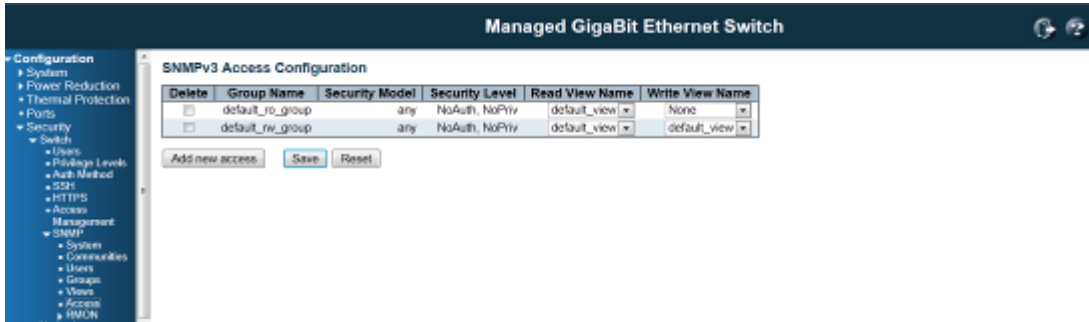 Managed GigaBit Ethernet Switch
Configuration
System
Power Reduction
Thermal Protection
Ports
Security
Switch
Users
Privilege Levels
Auth Method
SSH
HTTPS
Access
Management
SNMP
System
Communities
Users
Groups
Views
Access
RMON
SNMPv3 Access Configuration
Delete Group Name Security Model Security Level Read View Name Write View Name
default_ro_group any NoAuth, NoPriv default_view None
default_rw_group any NoAuth, NoPriv default_view default_view
Add new access Save Reset